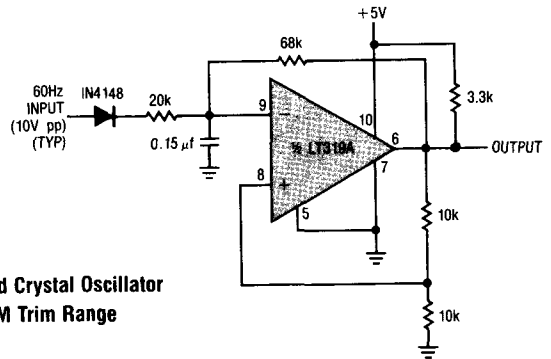 +5V
68k
60Hz
INPUT
(10V pp)
(TYP)
IN4148
20k
0.15 µf
9
−
10
3.3k
½ LT319A
6
OUTPUT
7
8
+
5
10k
d Crystal Oscillator
M Trim Range
10k